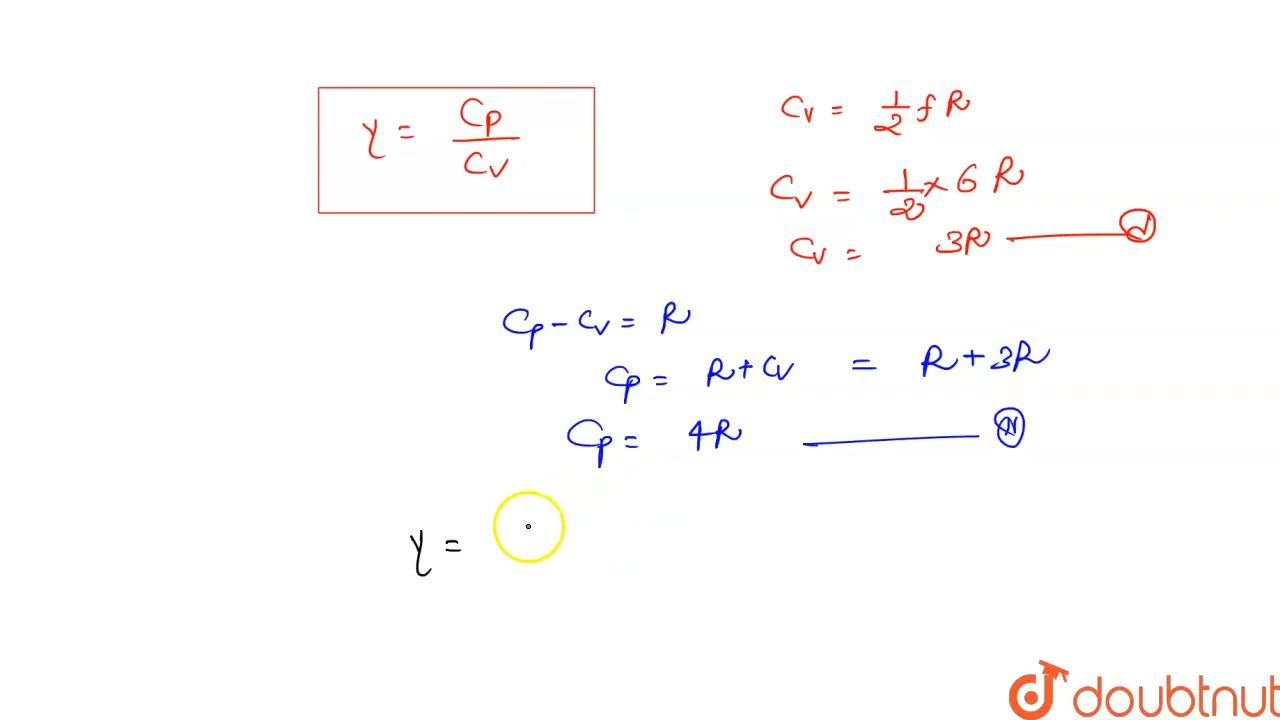 γ = Cp / Cv
Cv = 1/2 f R
Cv = 1/2 × 6 R
Cv = 3R
Cp - Cv = R
Cp = R + Cv = R + 3R
Cp = 4R
γ =
doubtnut